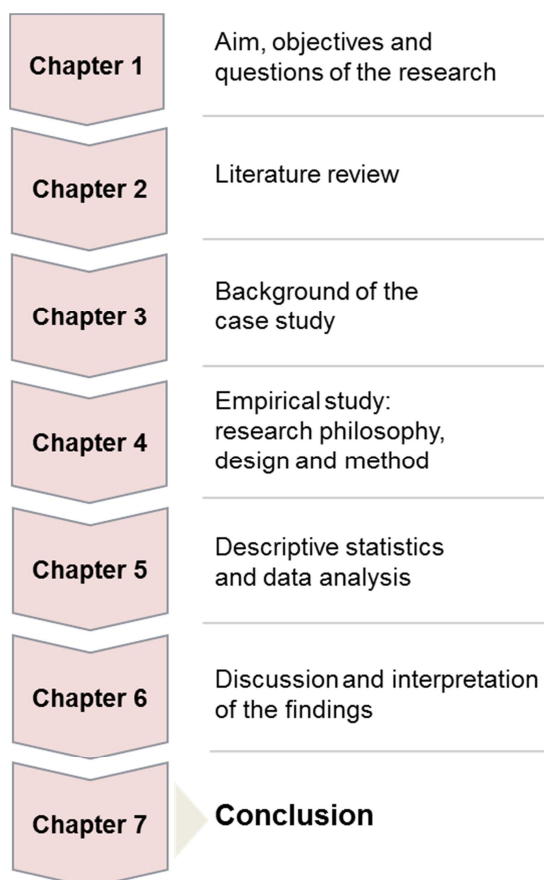 Chapter 1
Aim, objectives and
questions of the research
Chapter 2
Literature review
Chapter 3
Background of the
case study
Chapter 4
Empirical study:
research philosophy,
design and method
Chapter 5
Descriptive statistics
and data analysis
Chapter 6
Discussion and interpretation
of the findings
Chapter 7
Conclusion